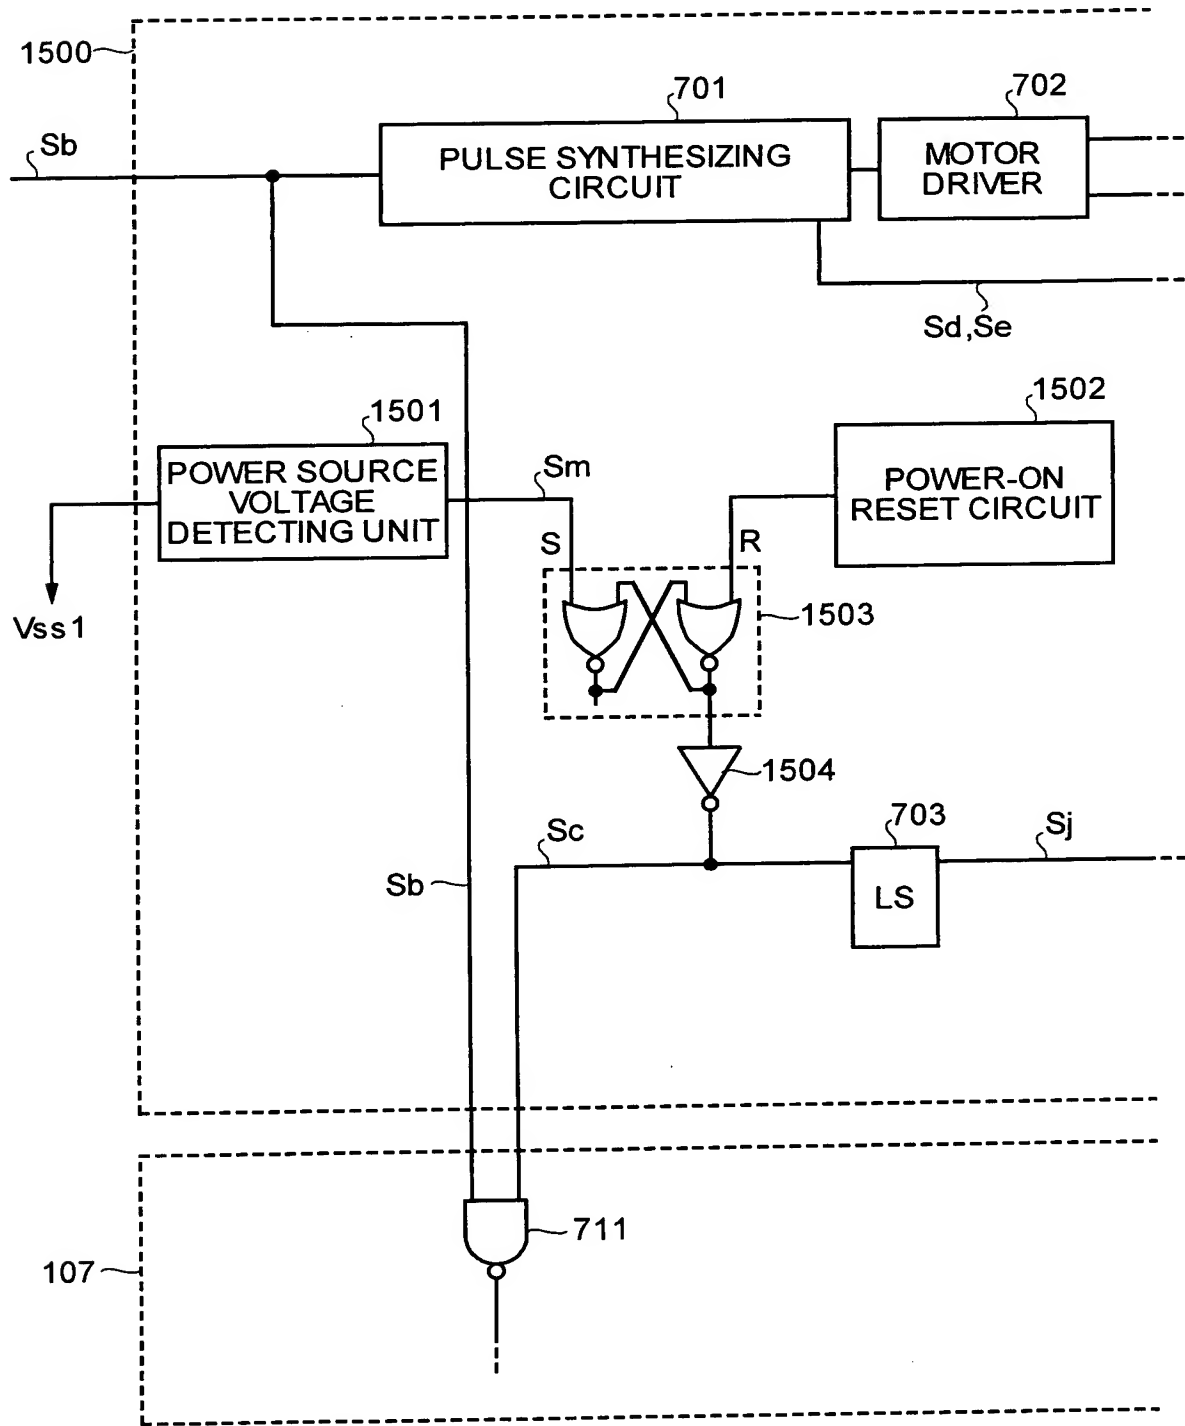 1500
701
702
Sb
PULSE SYNTHESIZING
CIRCUIT
MOTOR
DRIVER
Sd,Se
1501
1502
POWER SOURCE
VOLTAGE
DETECTING UNIT
Sm
POWER-ON
RESET CIRCUIT
S
R
Vss1
1503
1504
703
Sc
Sj
Sb
LS
711
107